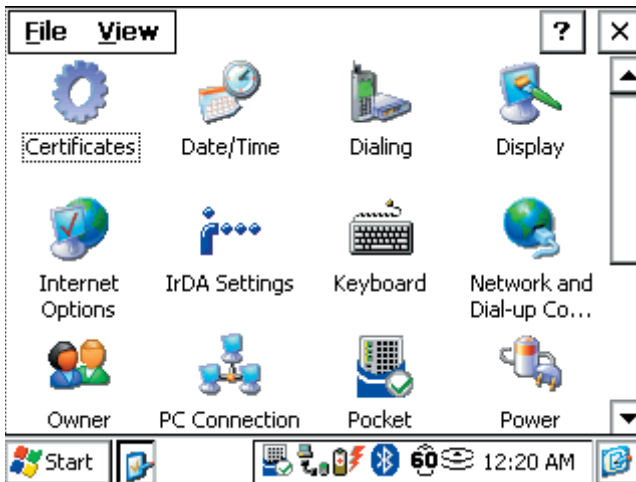 File View ? ×
Certificates Date/Time Dialing Display
Internet Options IrDA Settings Keyboard Network and Dial-up Co...
Owner PC Connection Pocket Power
Start 60 12:20 AM